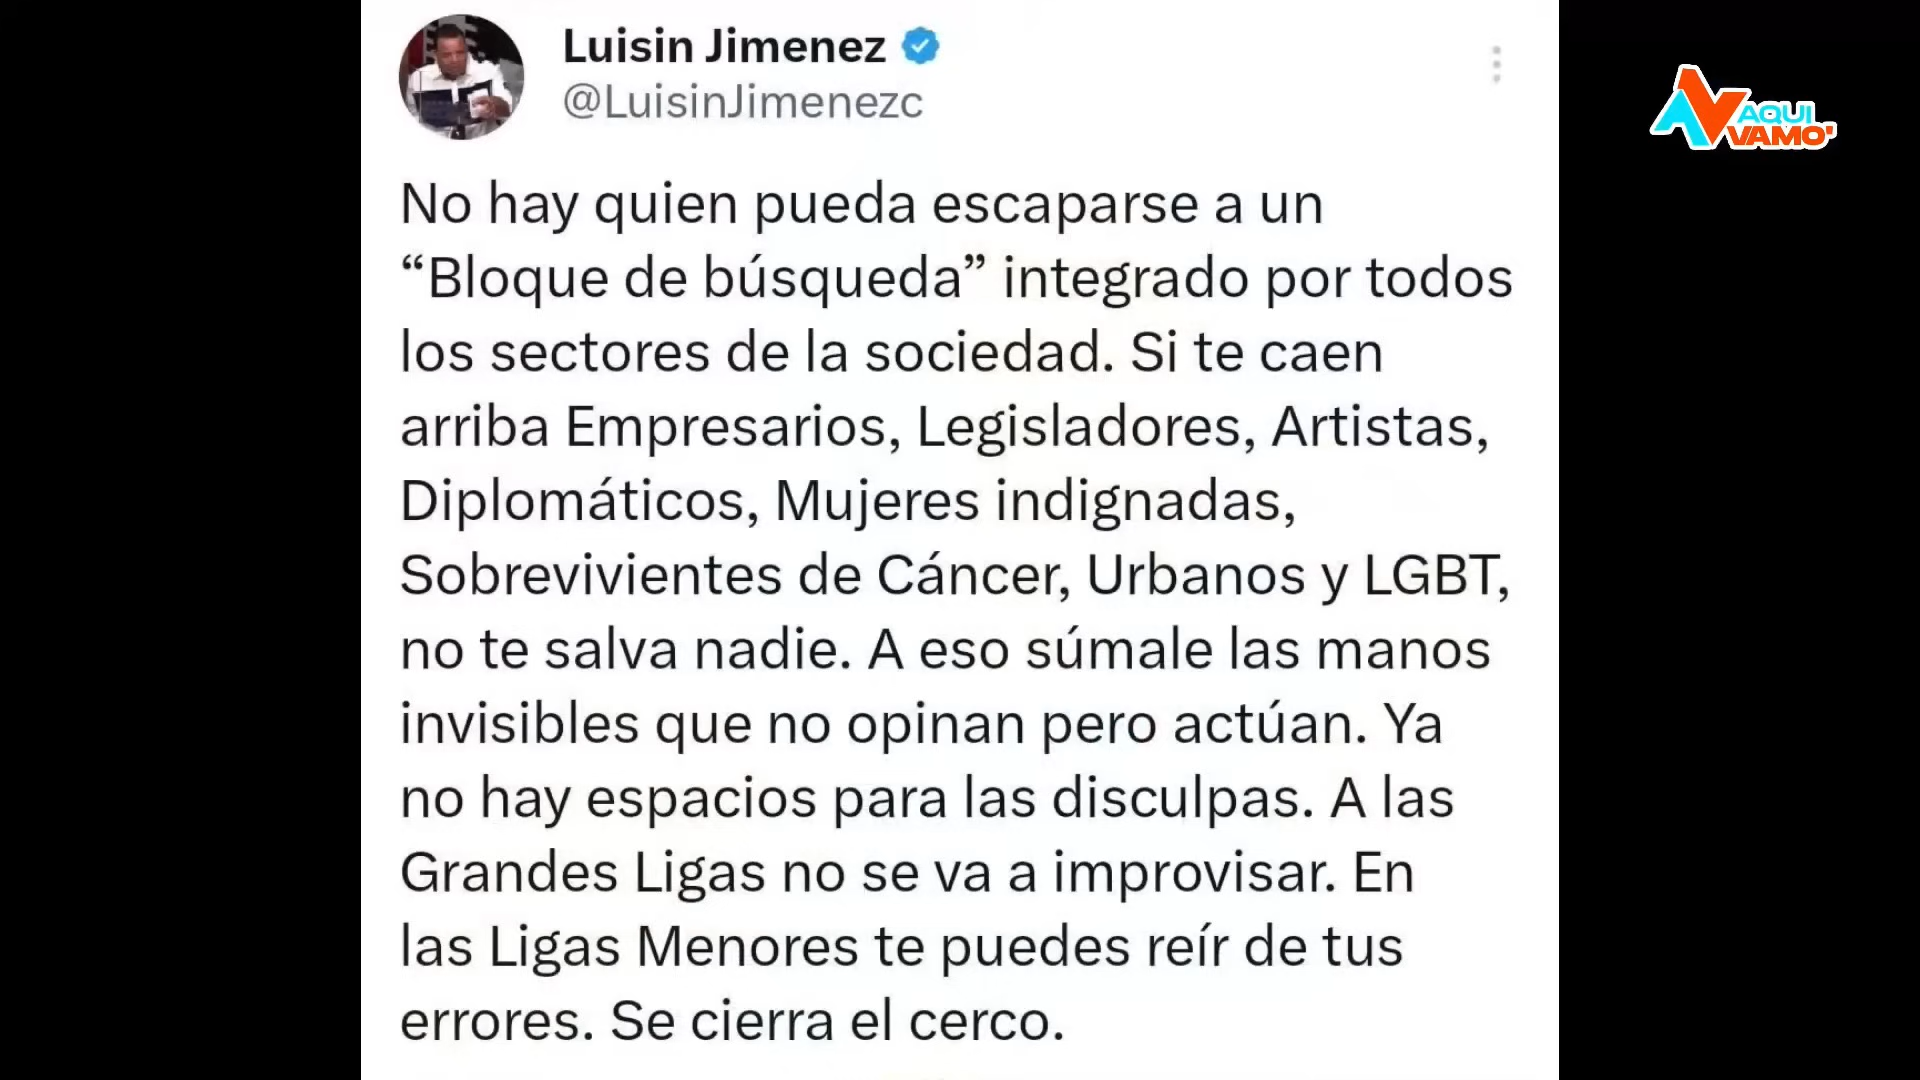 Luisin Jimenez
@LuisinJimenezc
AQUI
VAMO'
No hay quien pueda escaparse a un
“Bloque de búsqueda” integrado por todos
los sectores de la sociedad. Si te caen
arriba Empresarios, Legisladores, Artistas,
Diplomáticos, Mujeres indignadas,
Sobrevivientes de Cáncer, Urbanos y LGBT,
no te salva nadie. A eso súmale las manos
invisibles que no opinan pero actúan. Ya
no hay espacios para las disculpas. A las
Grandes Ligas no se va a improvisar. En
las Ligas Menores te puedes reír de tus
errores. Se cierra el cerco.